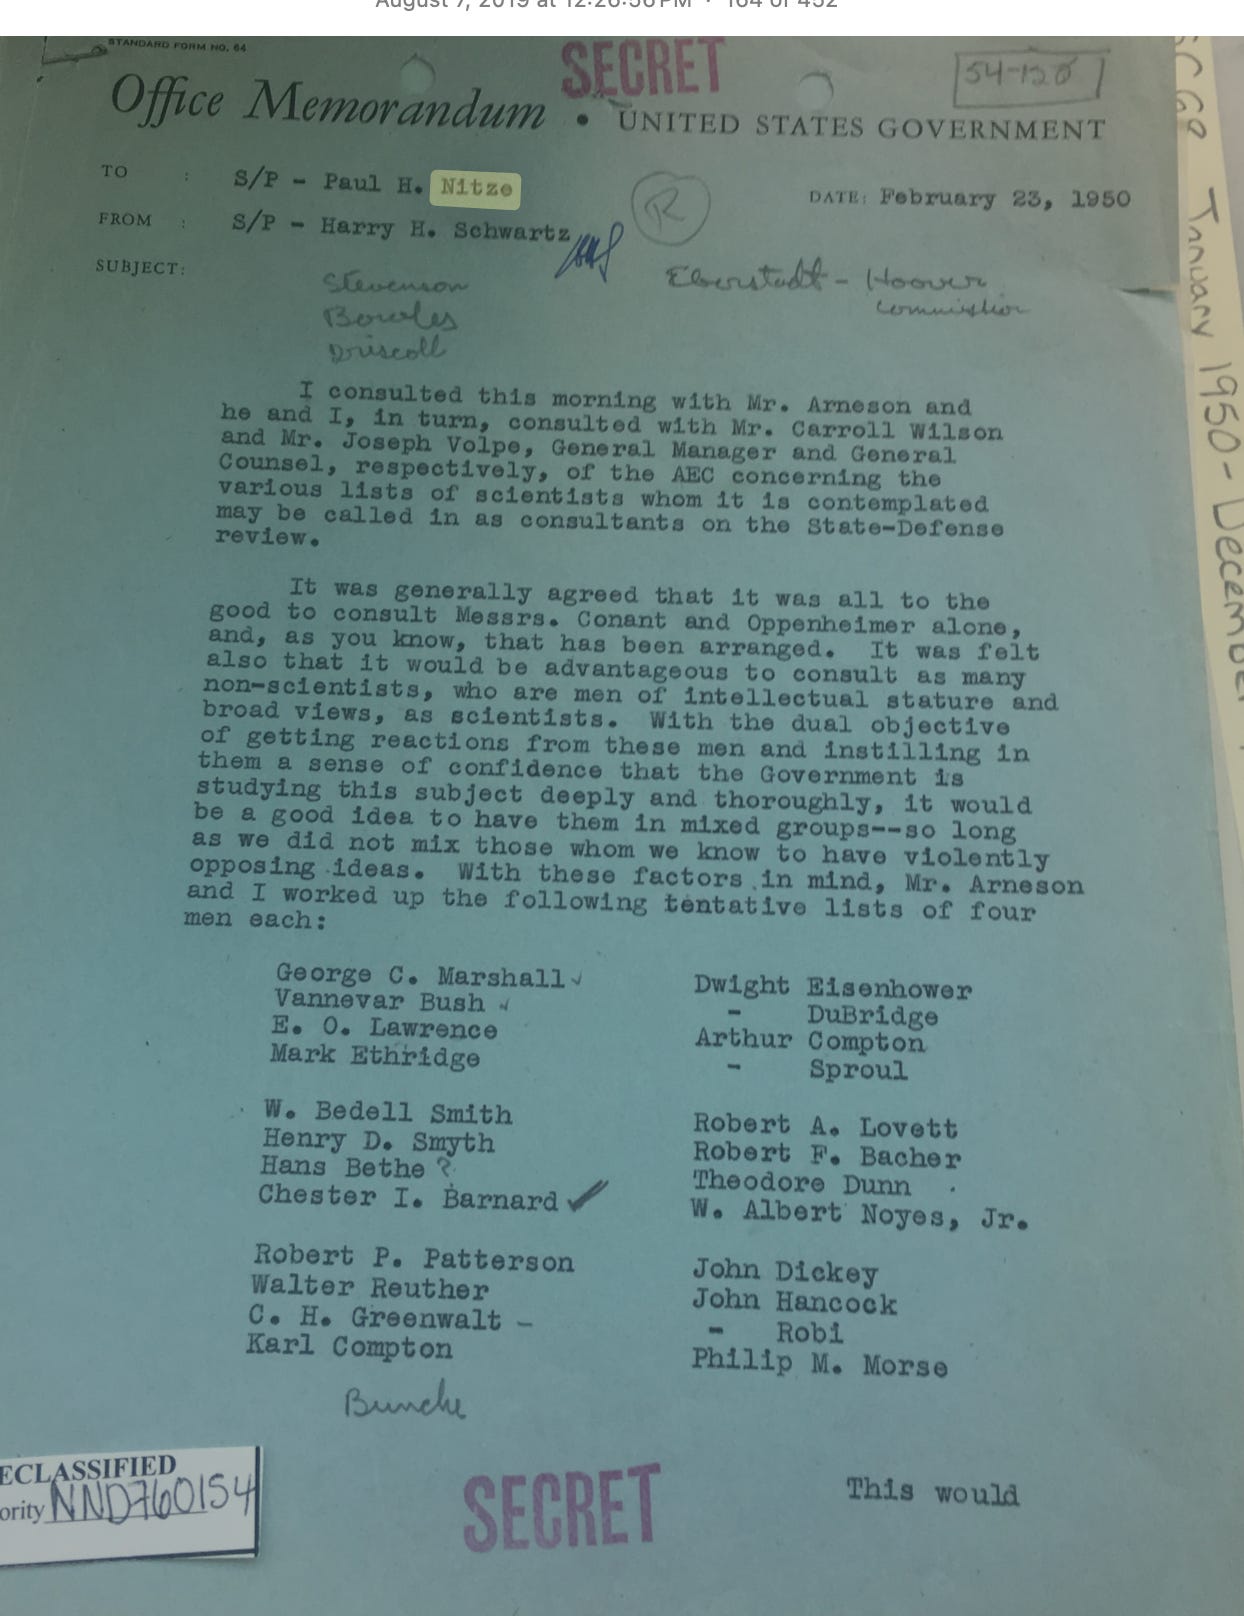 August 7, 2019 at 12:26:56 PM · 164 of 452
STANDARD FORM NO. 64
SECRET
54-120
Office Memorandum • UNITED STATES GOVERNMENT
TO : S/P - Paul H. Nitze
DATE: February 23, 1950
FROM : S/P - Harry H. Schwartz
R
SUBJECT:
Stevenson
Bowles
Driscoll
Eberstadt - Hoover
Commission
I consulted this morning with Mr. Arneson and
he and I, in turn, consulted with Mr. Carroll Wilson
and Mr. Joseph Volpe, General Manager and General
Counsel, respectively, of the AEC concerning the
various lists of scientists whom it is contemplated
may be called in as consultants on the State-Defense
review.
It was generally agreed that it was all to the
good to consult Messrs. Conant and Oppenheimer alone,
and, as you know, that has been arranged. It was felt
also that it would be advantageous to consult as many
non-scientists, who are men of intellectual stature and
broad views, as scientists. With the dual objective
of getting reactions from these men and instilling in
them a sense of confidence that the Government is
studying this subject deeply and thoroughly, it would
be a good idea to have them in mixed groups--so long
as we did not mix those whom we know to have violently
opposing ideas. With these factors in mind, Mr. Arneson
and I worked up the following tentative lists of four
men each:
George C. Marshall ✓
Vannevar Bush ✓
E. O. Lawrence
Mark Ethridge
Dwight Eisenhower
- DuBridge
Arthur Compton
- Sproul
W. Bedell Smith
Henry D. Smyth
Hans Bethe ?
Chester I. Barnard ✓
Robert A. Lovett
Robert F. Bacher
Theodore Dunn
W. Albert Noyes, Jr.
Robert P. Patterson
Walter Reuther
C. H. Greenwalt -
Karl Compton
John Dickey
John Hancock
- Robi
Philip M. Morse
Bunche
This would
SECRET
ECLASSIFIED
ority NND760154
January 1950 - December